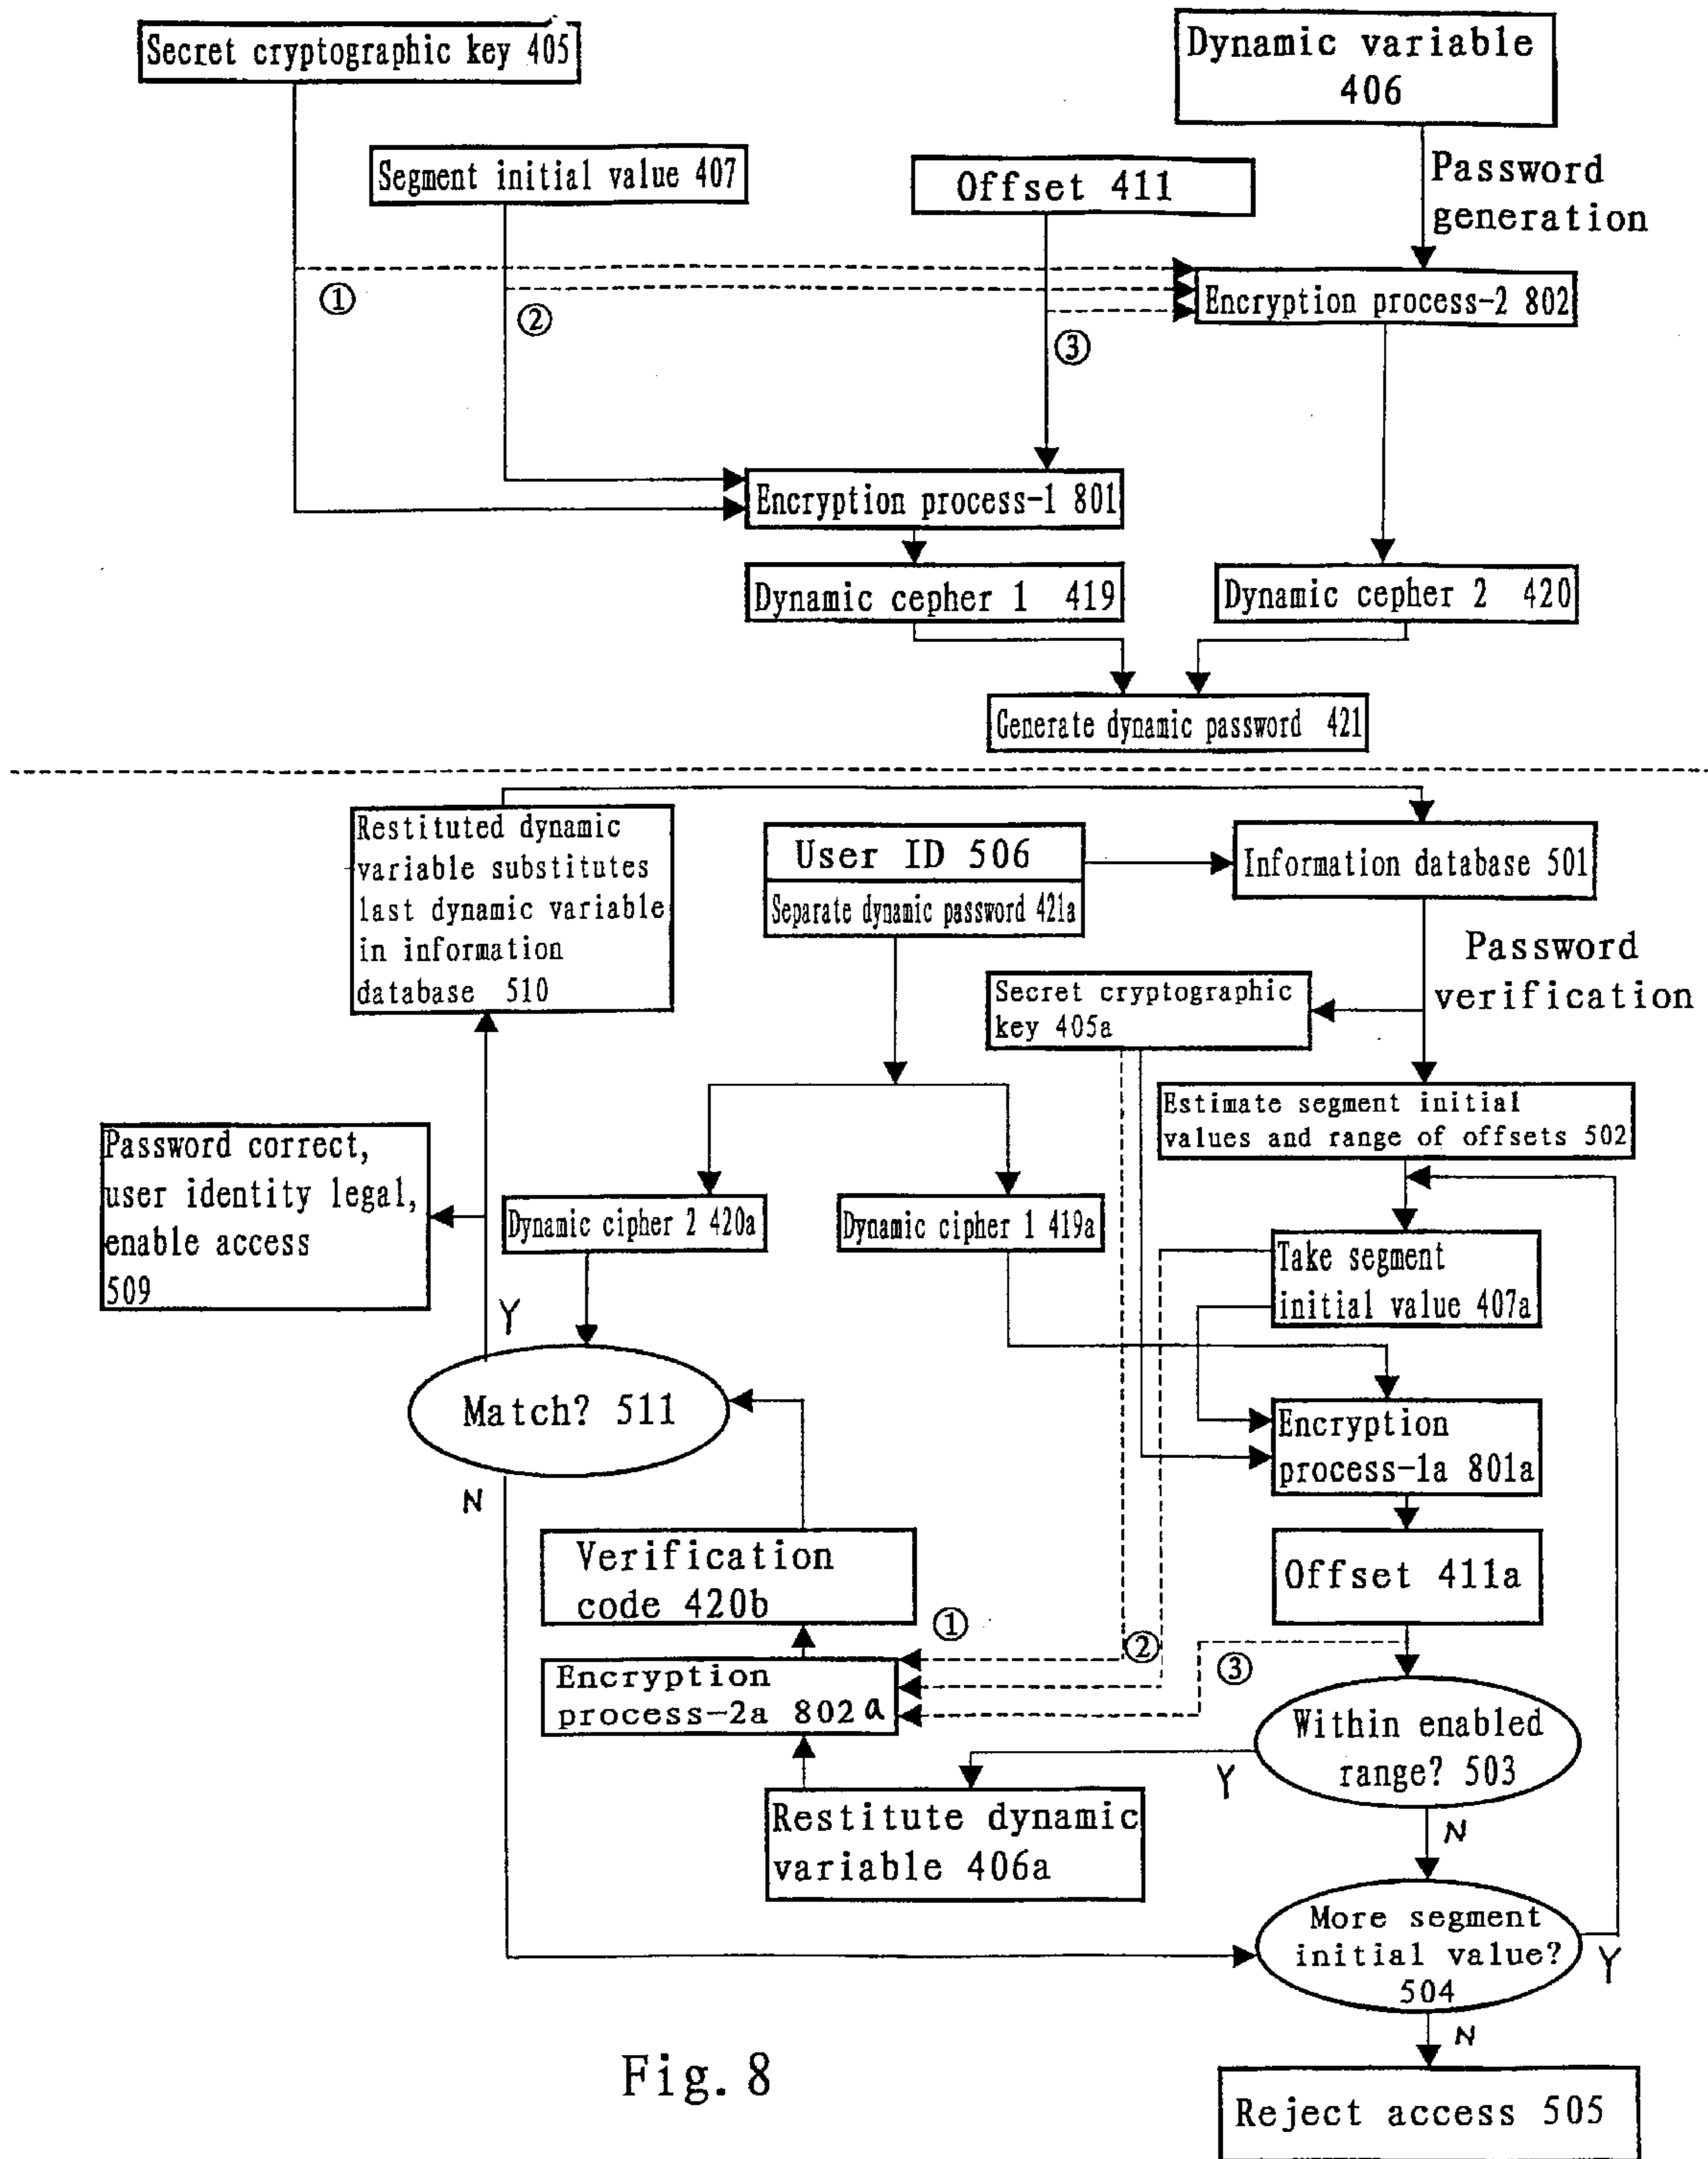 Secret cryptographic key 405
Dynamic variable
406
Segment initial value 407
Offset 411
Password
generation
①
②
③
Encryption process-2 802
Encryption process-1 801
Dynamic cepher 1 419
Dynamic cepher 2 420
Generate dynamic password 421
Restituted dynamic
variable substitutes
last dynamic variable
in information
database 510
User ID 506
Separate dynamic password 421a
Information database 501
Password
verification
Secret cryptographic
key 405a
Estimate segment initial
values and range of offsets 502
Password correct,
user identity legal,
enable access
509
Dynamic cipher 2 420a
Dynamic cipher 1 419a
Take segment
initial value 407a
Y
Match? 511
N
Encryption
process-1a 801a
Verification
code 420b
Offset 411a
①
②
③
Encryption
process-2a 802a
Within enabled
range? 503
Y
N
Restitute dynamic
variable 406a
More segment
initial value?
504
Y
N
Reject access 505
Fig. 8